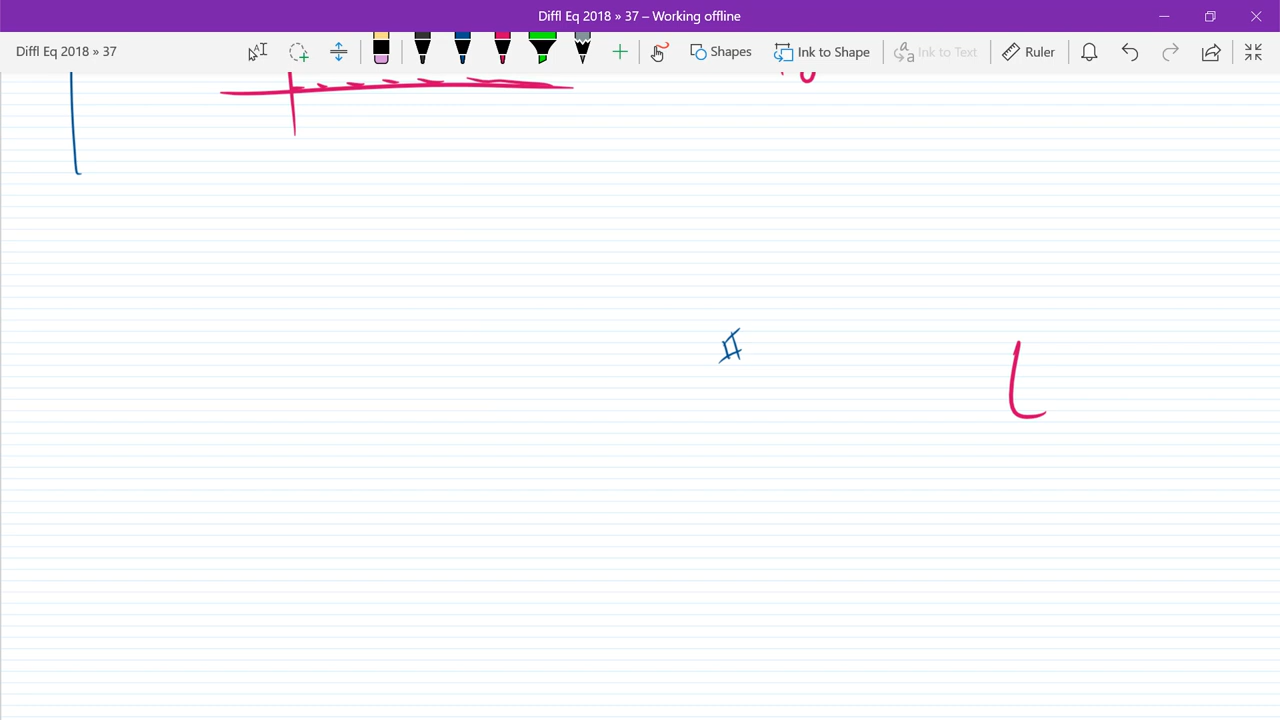 Diffl Eq 2018 » 37 – Working offline
Diffl Eq 2018 » 37
Shapes
Ink to Shape
Ink to Text
Ruler
L